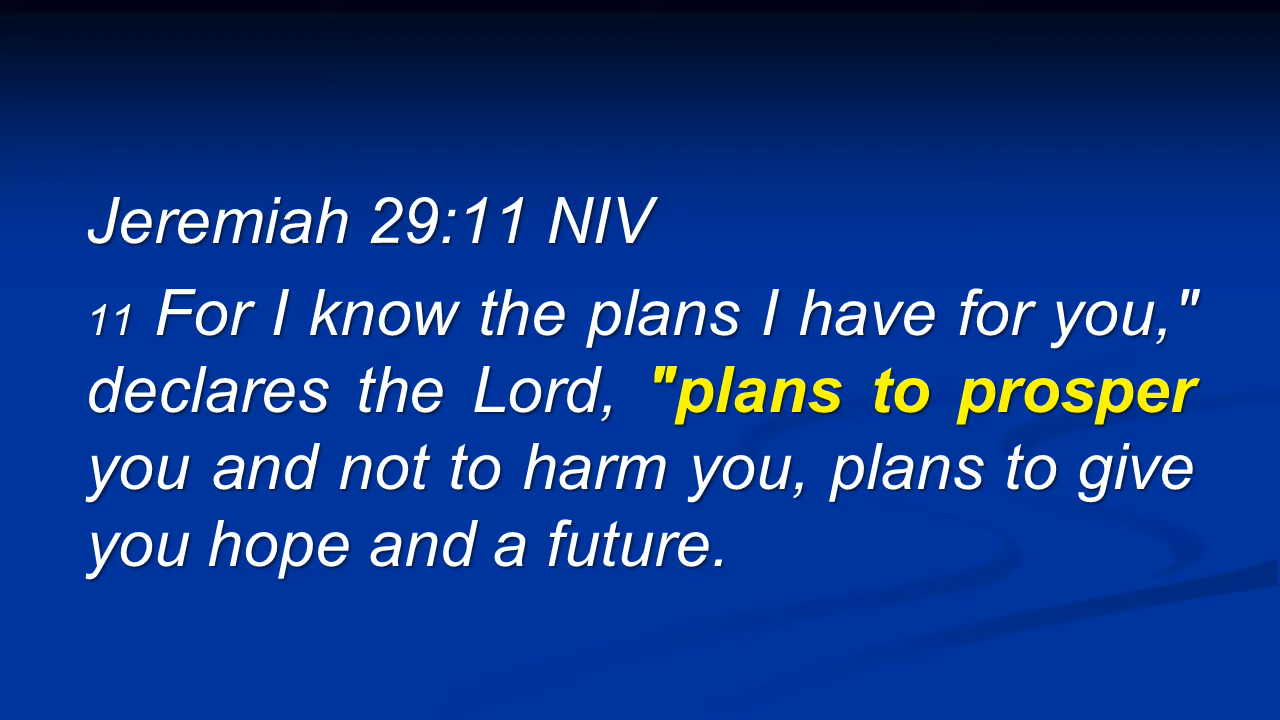 Jeremiah 29:11 NIV
11 For I know the plans I have for you,"
declares the Lord, "plans to prosper
you and not to harm you, plans to give
you hope and a future.